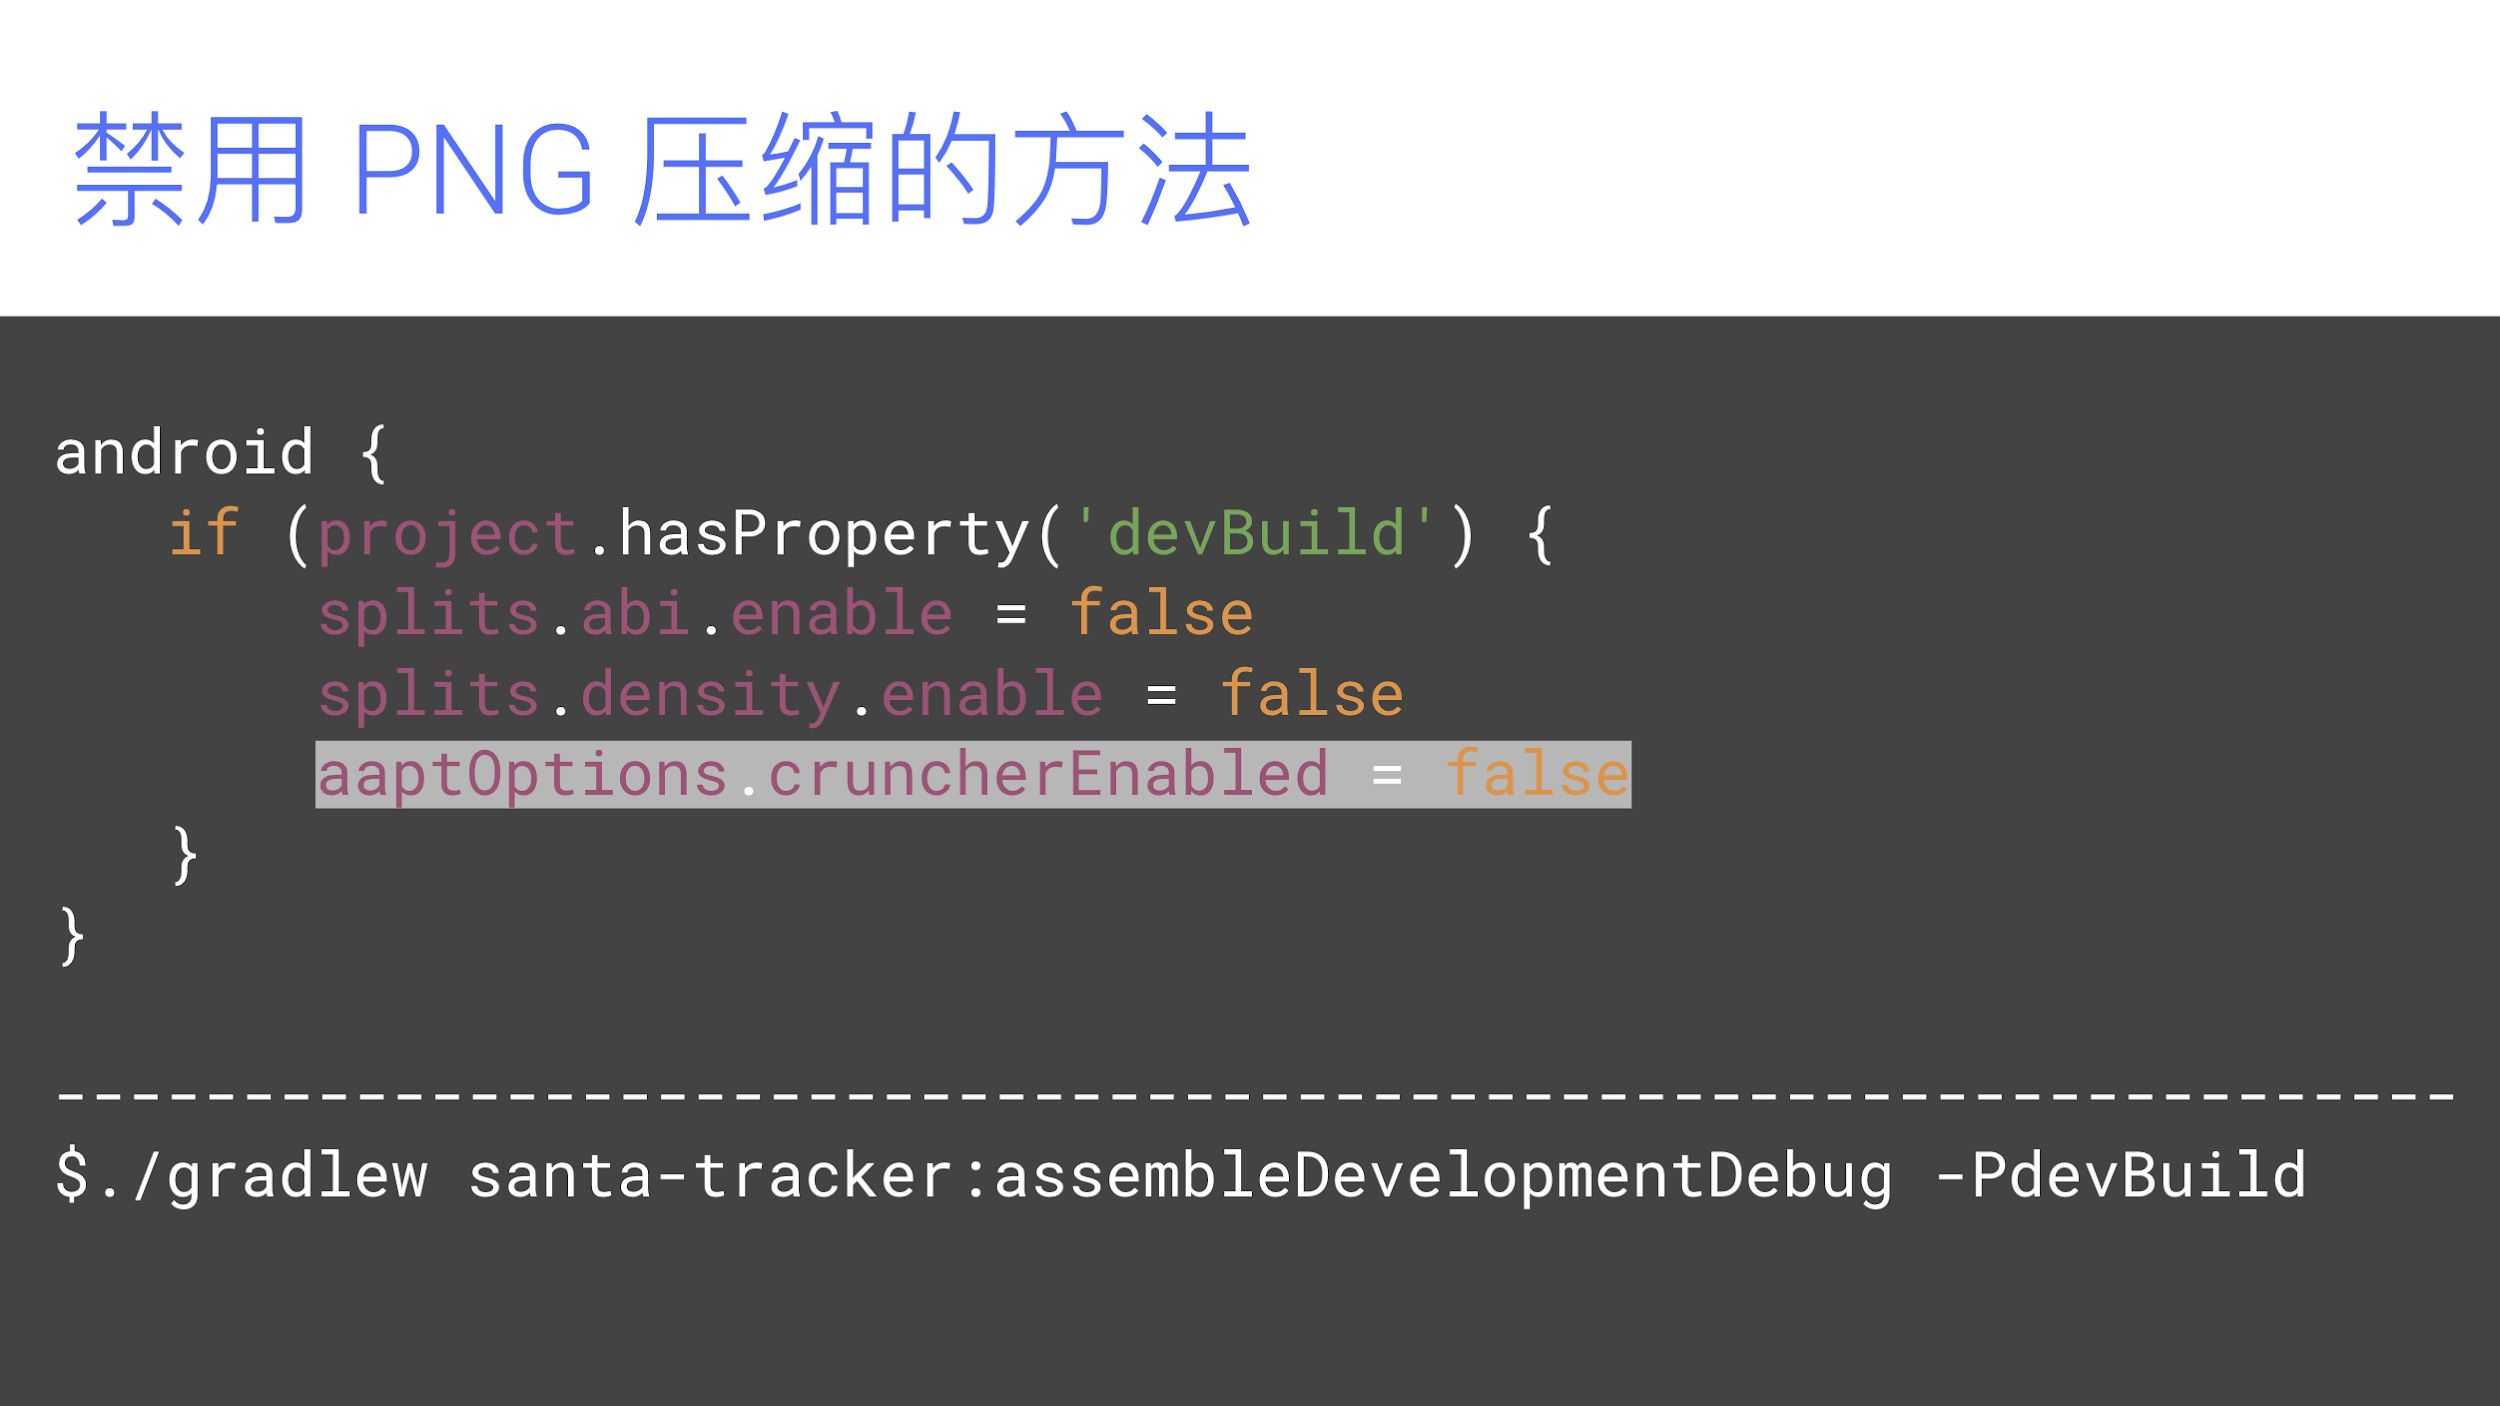 禁用 PNG 压缩的方法
android {
   if (project.hasProperty('devBuild') {
       splits.abi.enable = false
       splits.density.enable = false
       aaptOptions.cruncherEnabled = false
   }
}
----------------------------------------------------------------
$./gradlew santa-tracker:assembleDevelopmentDebug -PdevBuild